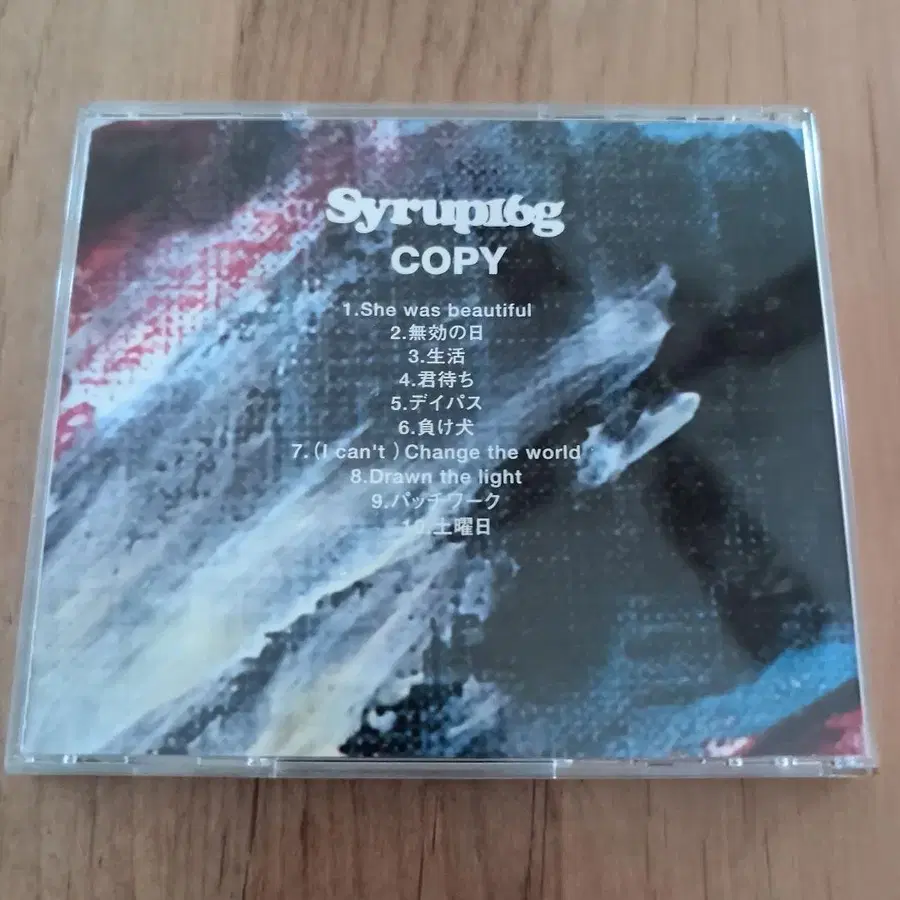 Syrup16g
COPY
1.She was beautiful
2.無効の日
3.生活
4.君待ち
5.デイパス
6.負け犬
7.(I can't )Change the world
8.Drawn the light
9.パッチワーク
10.土曜日